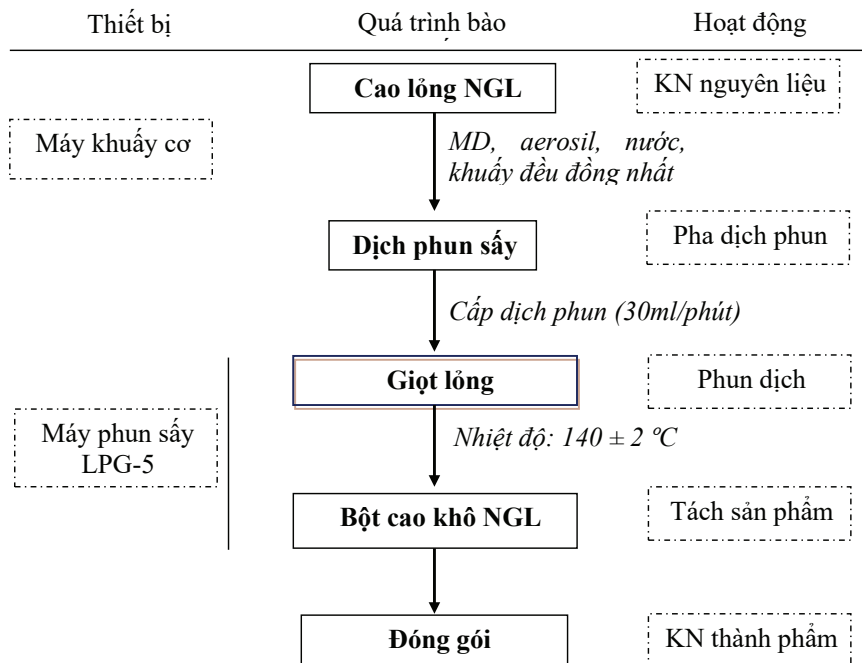 Thiết bị
Quá trình bào
Hoạt động
Cao lỏng NGL
KN nguyên liệu
Máy khuấy cơ
MD, aerosil, nước,
khuấy đều đồng nhất
Dịch phun sấy
Pha dịch phun
Cấp dịch phun (30ml/phút)
Giọt lỏng
Phun dịch
Máy phun sấy
LPG-5
Nhiệt độ: 140 ± 2 ℃
Bột cao khô NGL
Tách sản phẩm
Đóng gói
KN thành phẩm